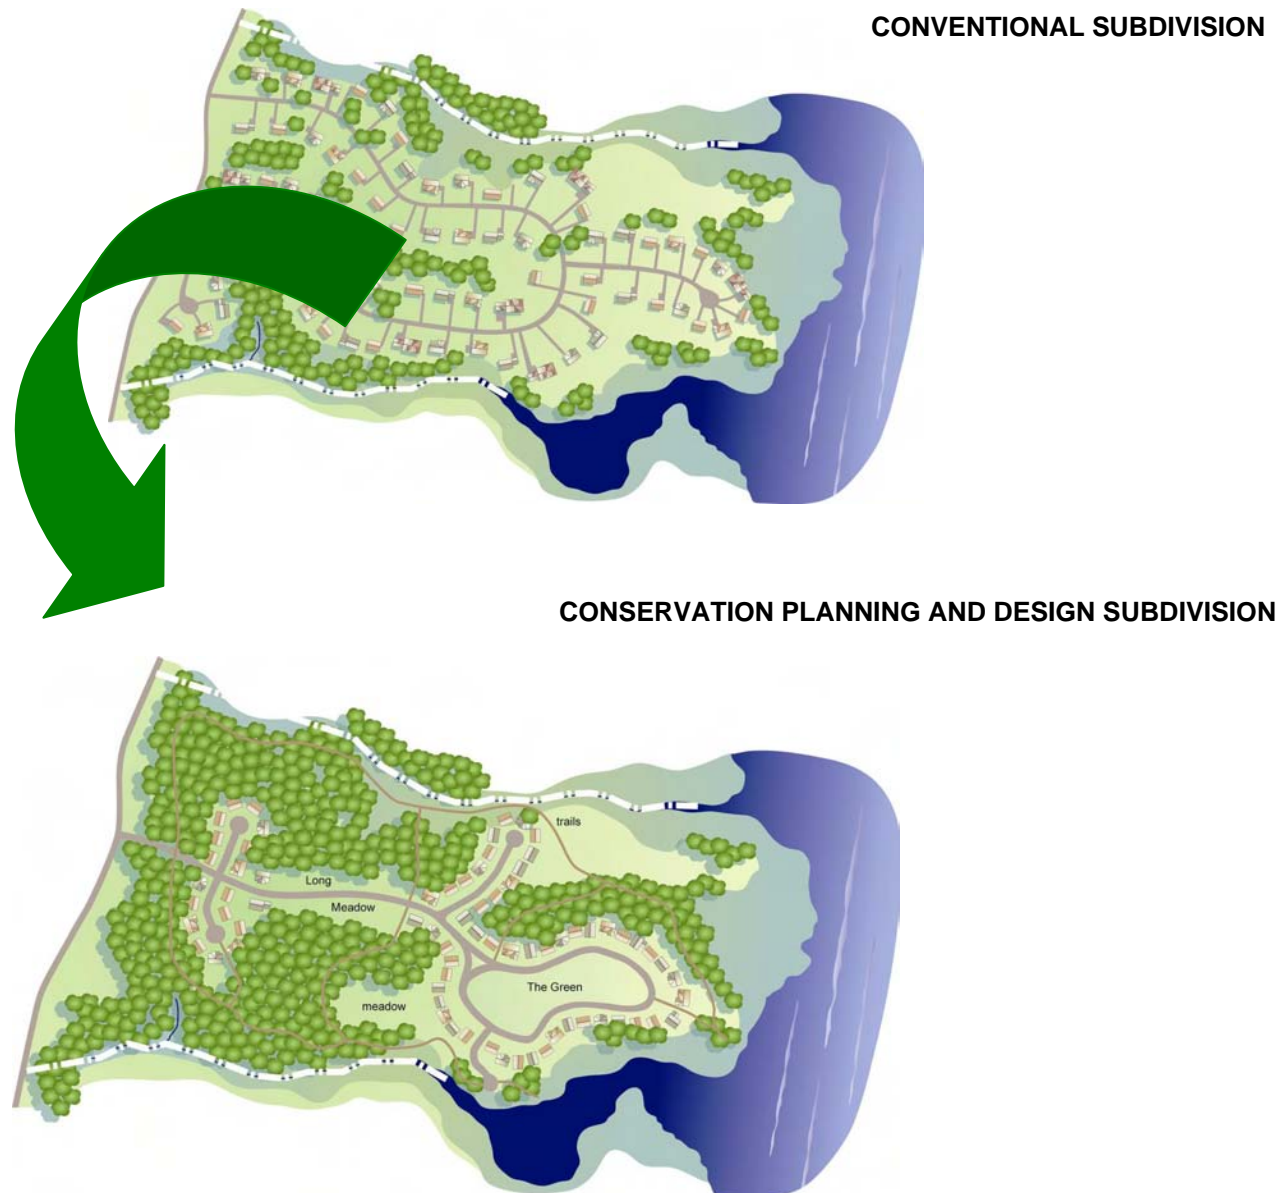 CONVENTIONAL SUBDIVISION
CONSERVATION PLANNING AND DESIGN SUBDIVISION
trails
Long
Meadow
The Green
meadow